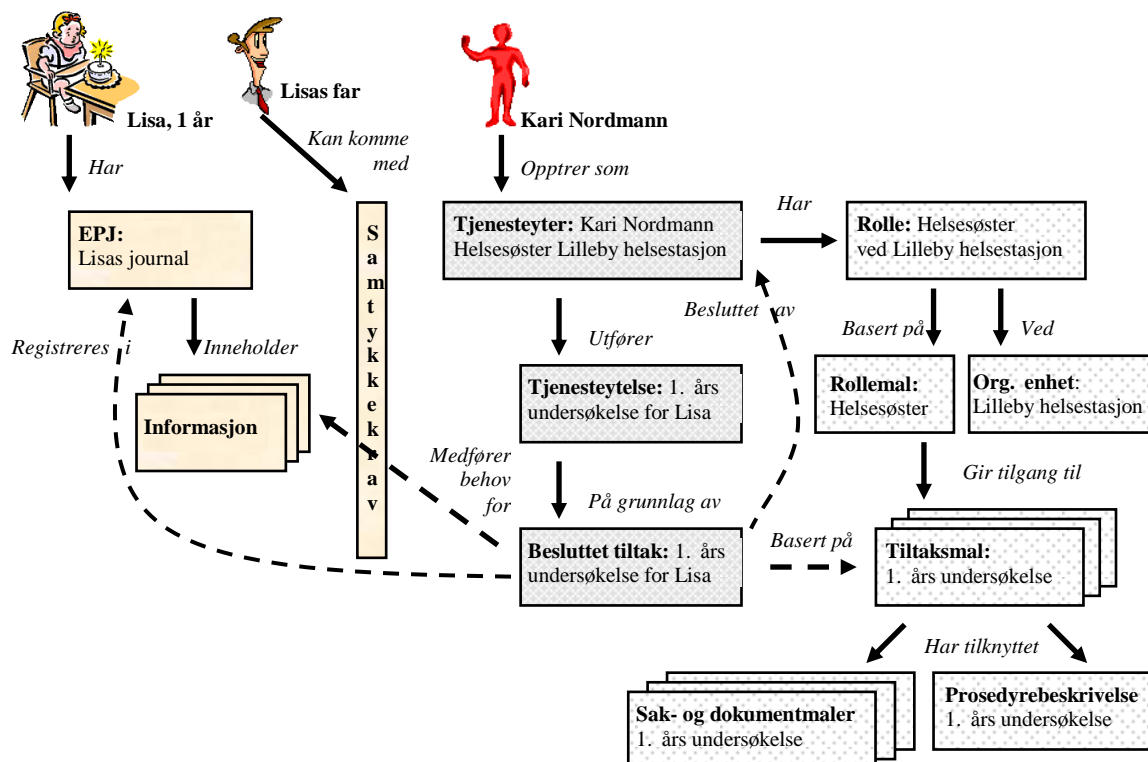 Lisa, 1 år
Lisas far
Kari Nordmann
Har
Kan komme
med
Opptrer som
EPJ:
Lisas journal
Samtykkekrav
Tjenesteyter: Kari Nordmann
Helsesøster Lilleby helsestasjon
Har
Rolle: Helsesøster
ved Lilleby helsestasjon
Registreres i
Inneholder
Utfører
Besluttet av
Basert på
Ved
Informasjon
Tjenesteytelse: 1. års
undersøkelse for Lisa
Rollemal:
Helsesøster
Org. enhet:
Lilleby helsestasjon
Medfører
behov
for
På grunnlag av
Gir tilgang til
Besluttet tiltak: 1. års
undersøkelse for Lisa
Basert på
Tiltaksmal:
1. års undersøkelse
Har tilknyttet
Sak- og dokumentmaler
1. års undersøkelse
Prosedyrebeskrivelse
1. års undersøkelse